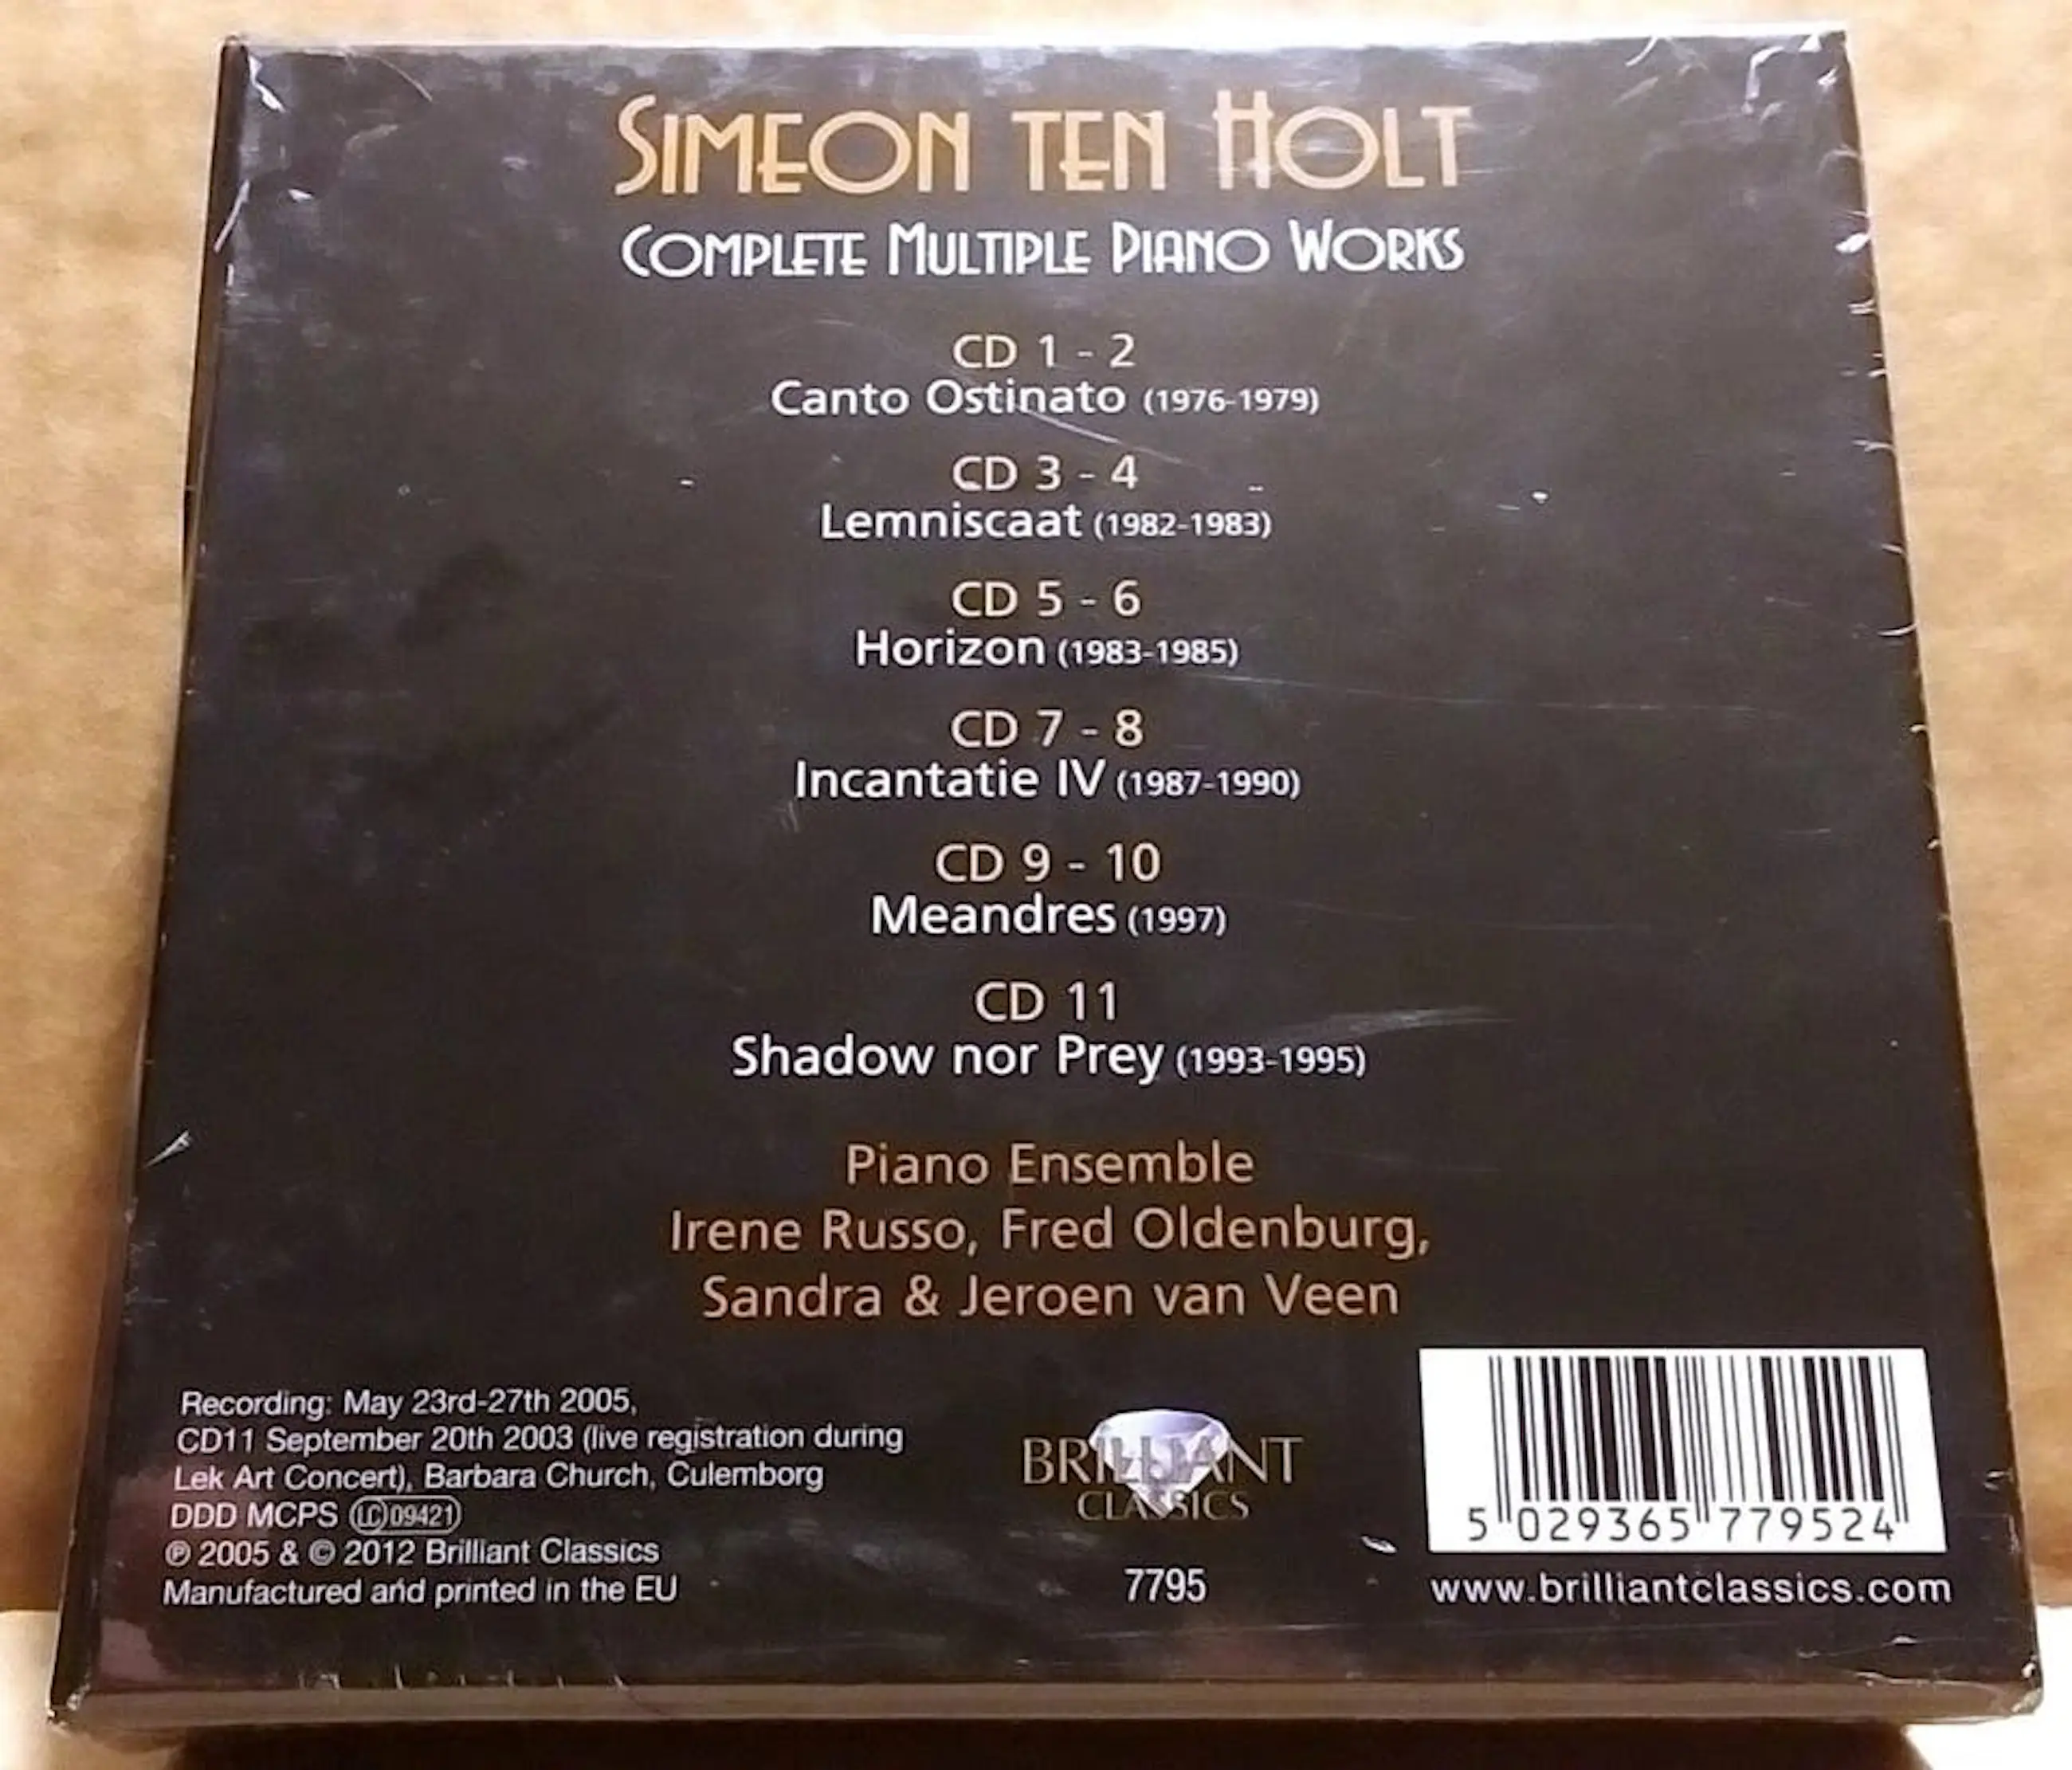 SIMEON TEN HOLT
COMPLETE MULTIPLE PIANO WORKS
CD 1 - 2
Canto Ostinato (1976-1979)
CD 3 - 4
Lemniscaat (1982-1983)
CD 5 - 6
Horizon (1983-1985)
CD 7 - 8
Incantatie IV (1987-1990)
CD 9 - 10
Meandres (1997)
CD 11
Shadow nor Prey (1993-1995)
Piano Ensemble
Irene Russo, Fred Oldenburg,
Sandra & Jeroen van Veen
Recording: May 23rd-27th 2005,
CD11 September 20th 2003 (live registration during
Lek Art Concert), Barbara Church, Culemborg
DDD MCPS LC 09421
℗ 2005 & © 2012 Brilliant Classics
Manufactured and printed in the EU
BRILLIANT
CLASSICS
7795
5 029365 779524
www.brilliantclassics.com